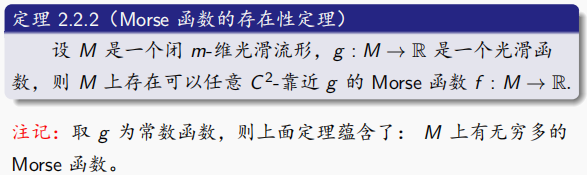 定理 2.2.2（Morse 函数的存在性定理）
设 M 是一个闭 m-维光滑流形，g : M → ℝ 是一个光滑函
数，则 M 上存在可以任意 C²-靠近 g 的 Morse 函数 f : M → ℝ.
注记：取 g 为常数函数，则上面定理蕴含了： M 上有无穷多的
Morse 函数。